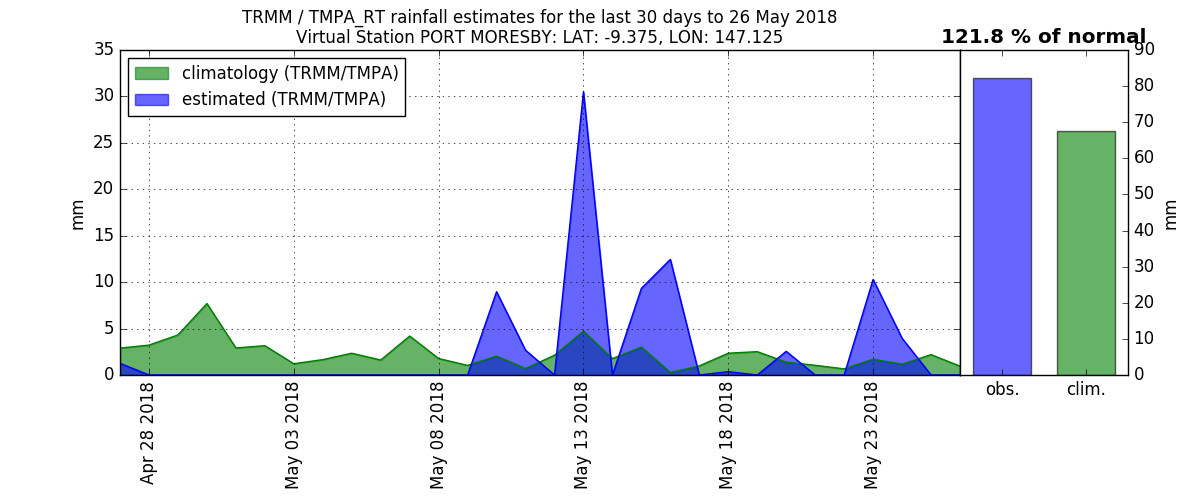 TRMM / TMPA_RT rainfall estimates for the last 30 days to 26 May 2018
Virtual Station PORT MORESBY: LAT: -9.375, LON: 147.125
121.8 % of normal
climatology (TRMM/TMPA)
estimated (TRMM/TMPA)
mm
35
30
25
20
15
10
5
0
Apr 28 2018
May 03 2018
May 08 2018
May 13 2018
May 18 2018
May 23 2018
90
80
70
60
50
40
30
20
10
0
mm
obs.
clim.